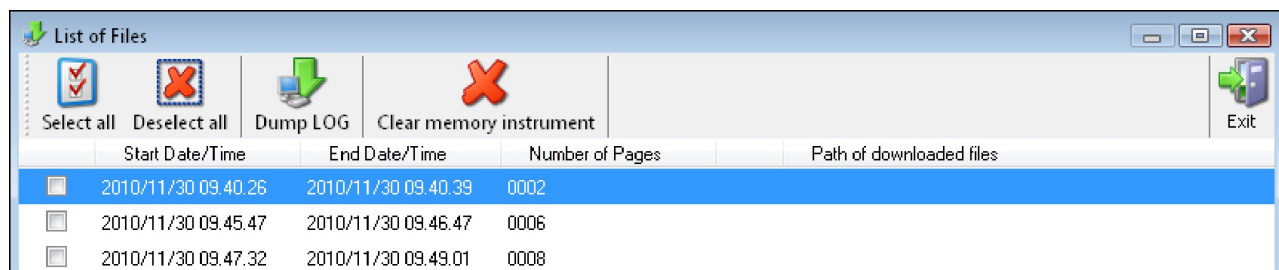 List of Files
Select all Deselect all Dump LOG Clear memory instrument Exit
Start Date/Time End Date/Time Number of Pages Path of downloaded files
2010/11/30 09.40.26 2010/11/30 09.40.39 0002
2010/11/30 09.45.47 2010/11/30 09.46.47 0006
2010/11/30 09.47.32 2010/11/30 09.49.01 0008